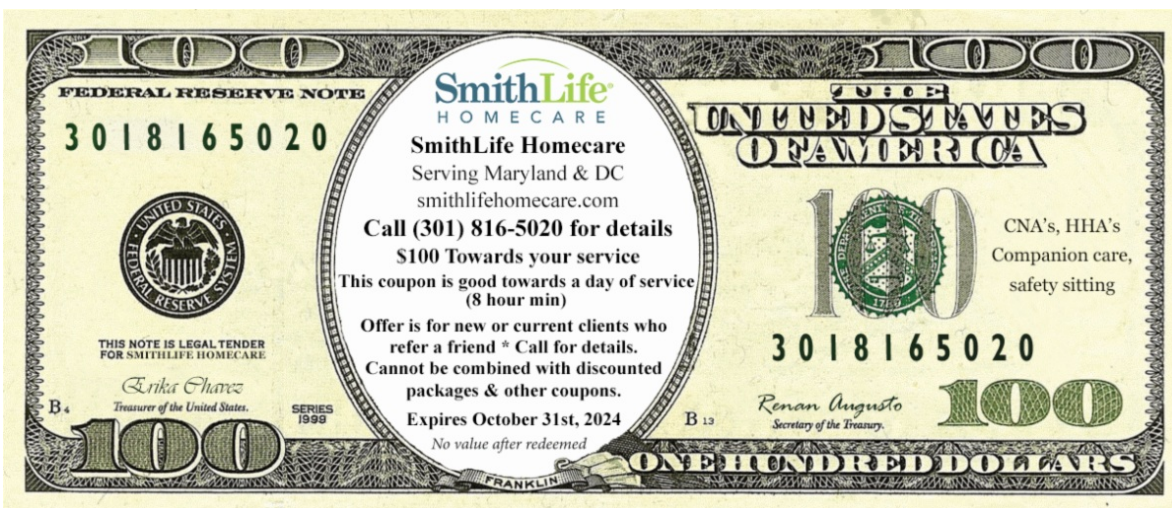 100
100
FEDERAL RESERVE NOTE
3018165020
UNITED STATES
FEDERAL RESERVE SYSTEM
THIS NOTE IS LEGAL TENDER
FOR SMITHLIFE HOMECARE
Erika Chavez
Treasurer of the United States.
B4
SERIES
1998
100
SmithLife®
HOMECARE
SmithLife Homecare
Serving Maryland & DC
smithlifehomecare.com
Call (301) 816-5020 for details
$100 Towards your service
This coupon is good towards a day of service
(8 hour min)
Offer is for new or current clients who
refer a friend * Call for details.
Cannot be combined with discounted
packages & other coupons.
Expires October 31st, 2024
No value after redeemed
FRANKLIN
THE
UNITED STATES
OF AMERICA
100
1789
CNA's, HHA's
Companion care,
safety sitting
3018165020
Renan Augusto
Secretary of the Treasury.
B 13
100
ONE HUNDRED DOLLARS